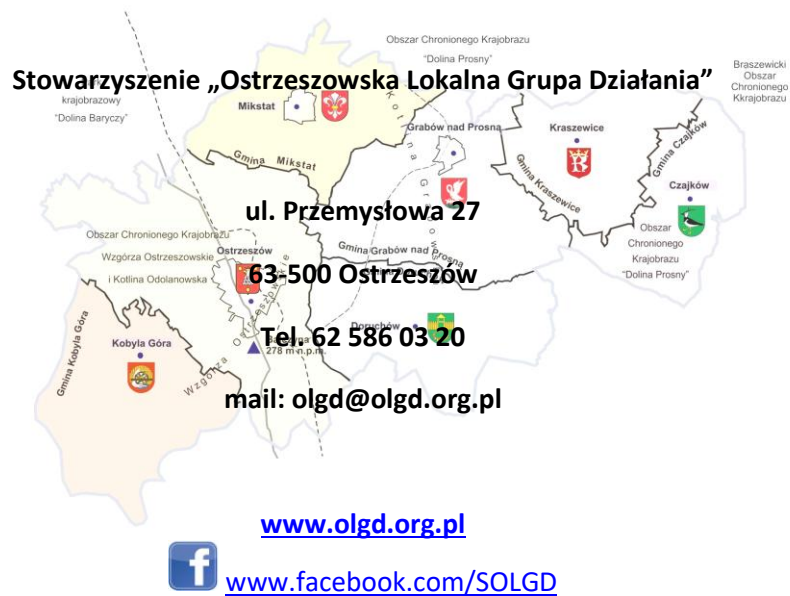 Obszar Chronionego Krajobrazu
"Dolina Prosny"
Braszewicki
Obszar
Chronionego
Kkrajobrazu
Stowarzyszenie „Ostrzeszowska Lokalna Grupa Działania”
krajobrazowy
"Dolina Baryczy"
Mikstat
Grabów nad Prosną
Kraszewice
Gmina Czajków
Gmina Mikstat
Gmina Kraszewice
Czajków
ul. Przemysłowa 27
Obszar Chronionego Krajobrazu
Wzgórza Ostrzeszowskie
i Kotlina Odolanowska
Ostrzeszów
Gmina Grabów nad Prosną
Obszar
Chronionego
Krajobrazu
"Dolina Prosny"
63-500 Ostrzeszów
Gmina Kobyla Góra
Kobyla Góra
Wzgórza Ostrzeszowskie
Doruchów
Tel. 62 586 03 20
278 m n.p.m.
mail: olgd@olgd.org.pl
www.olgd.org.pl
f
www.facebook.com/SOLGD